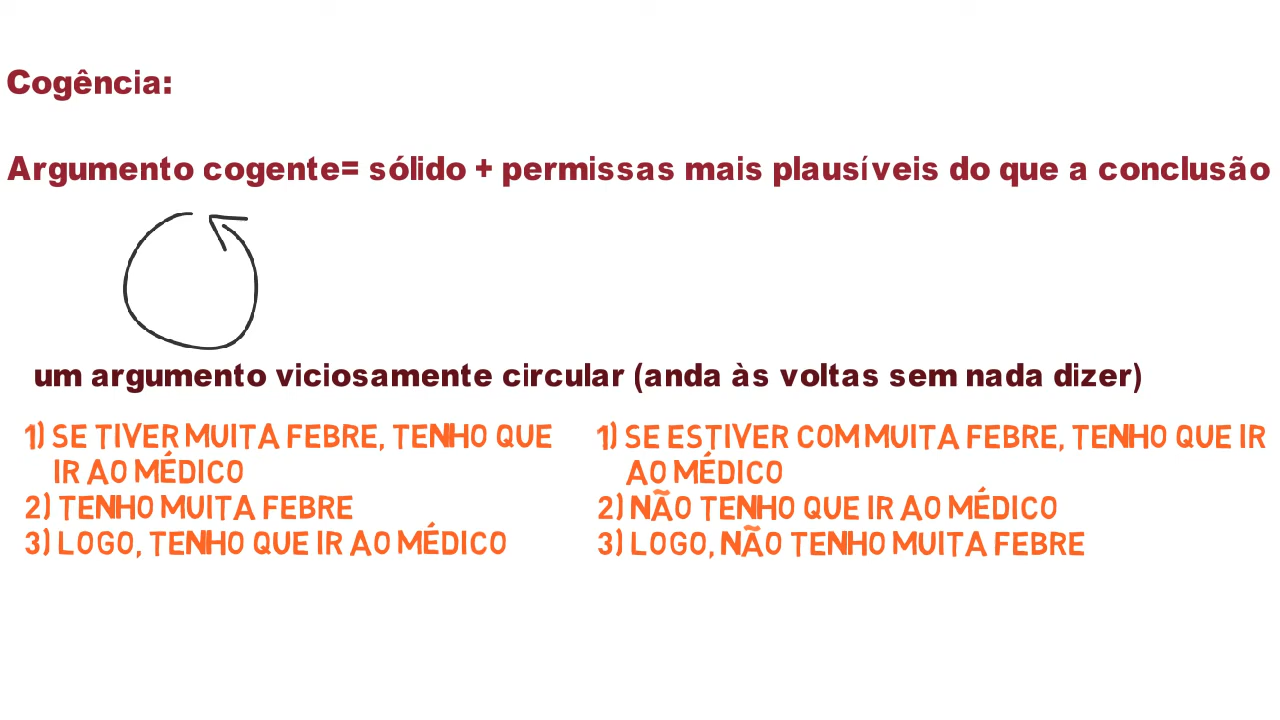 Cogência:
Argumento cogente= sólido + permissas mais plausíveis do que a conclusão
um argumento viciosamente circular (anda às voltas sem nada dizer)
1) SE TIVER MUITA FEBRE, TENHO QUE
IR AO MÉDICO
2) TENHO MUITA FEBRE
3) LOGO, TENHO QUE IR AO MÉDICO
1) SE ESTIVER COM MUITA FEBRE, TENHO QUE IR
AO MÉDICO
2) NÃO TENHO QUE IR AO MÉDICO
3) LOGO, NÃO TENHO MUITA FEBRE